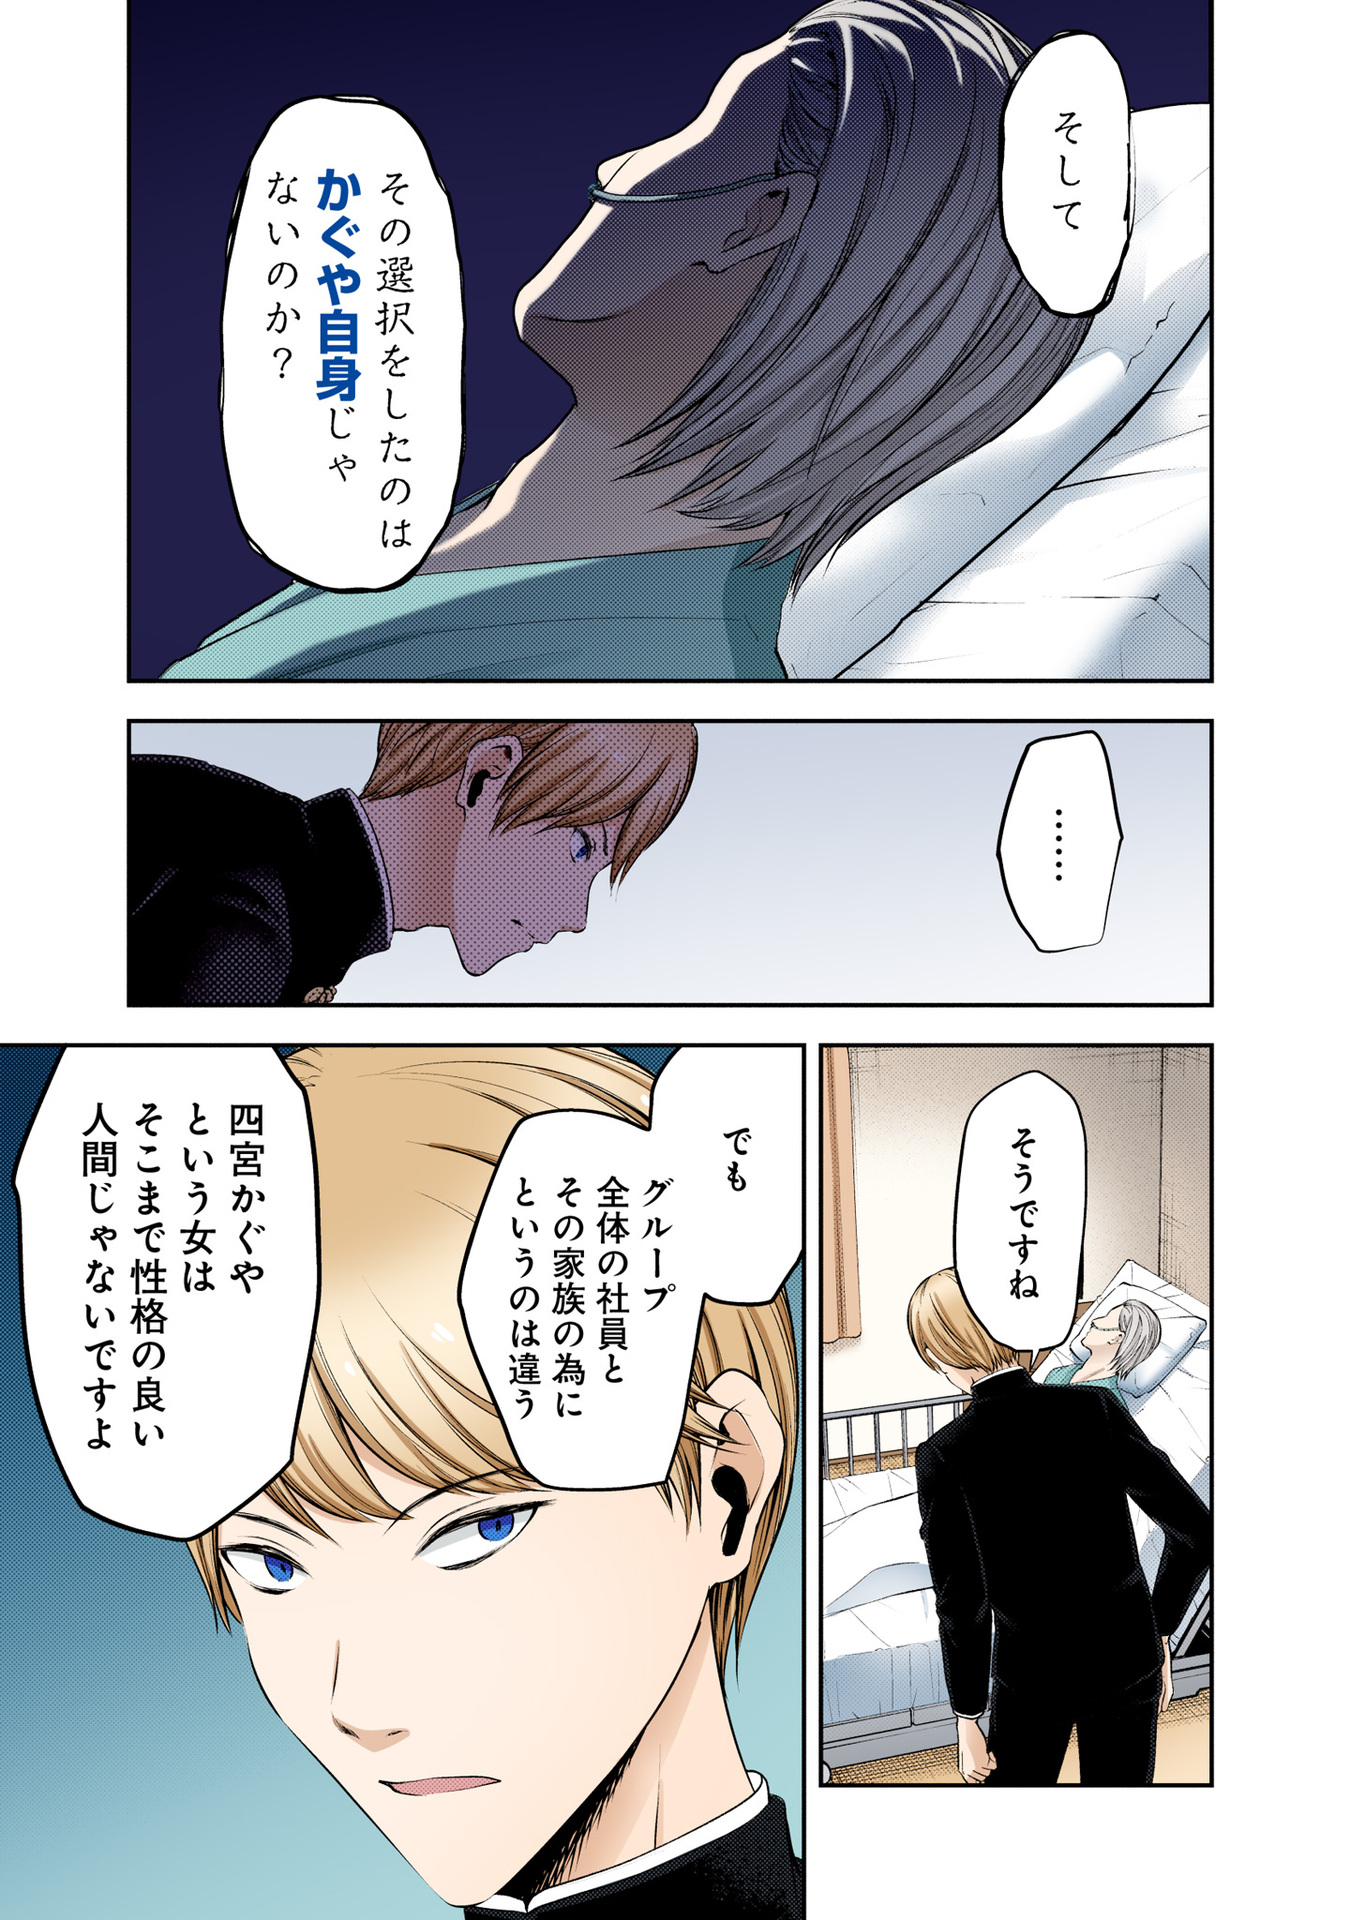 そして
その選択をしたのは
かぐや自身じゃ
ないのか？
……
そうですね
でも
グループ
全体の社員と
その家族の為に
というのは違う
四宮かぐや
という女は
そこまで性格の良い
人間じゃないですよ